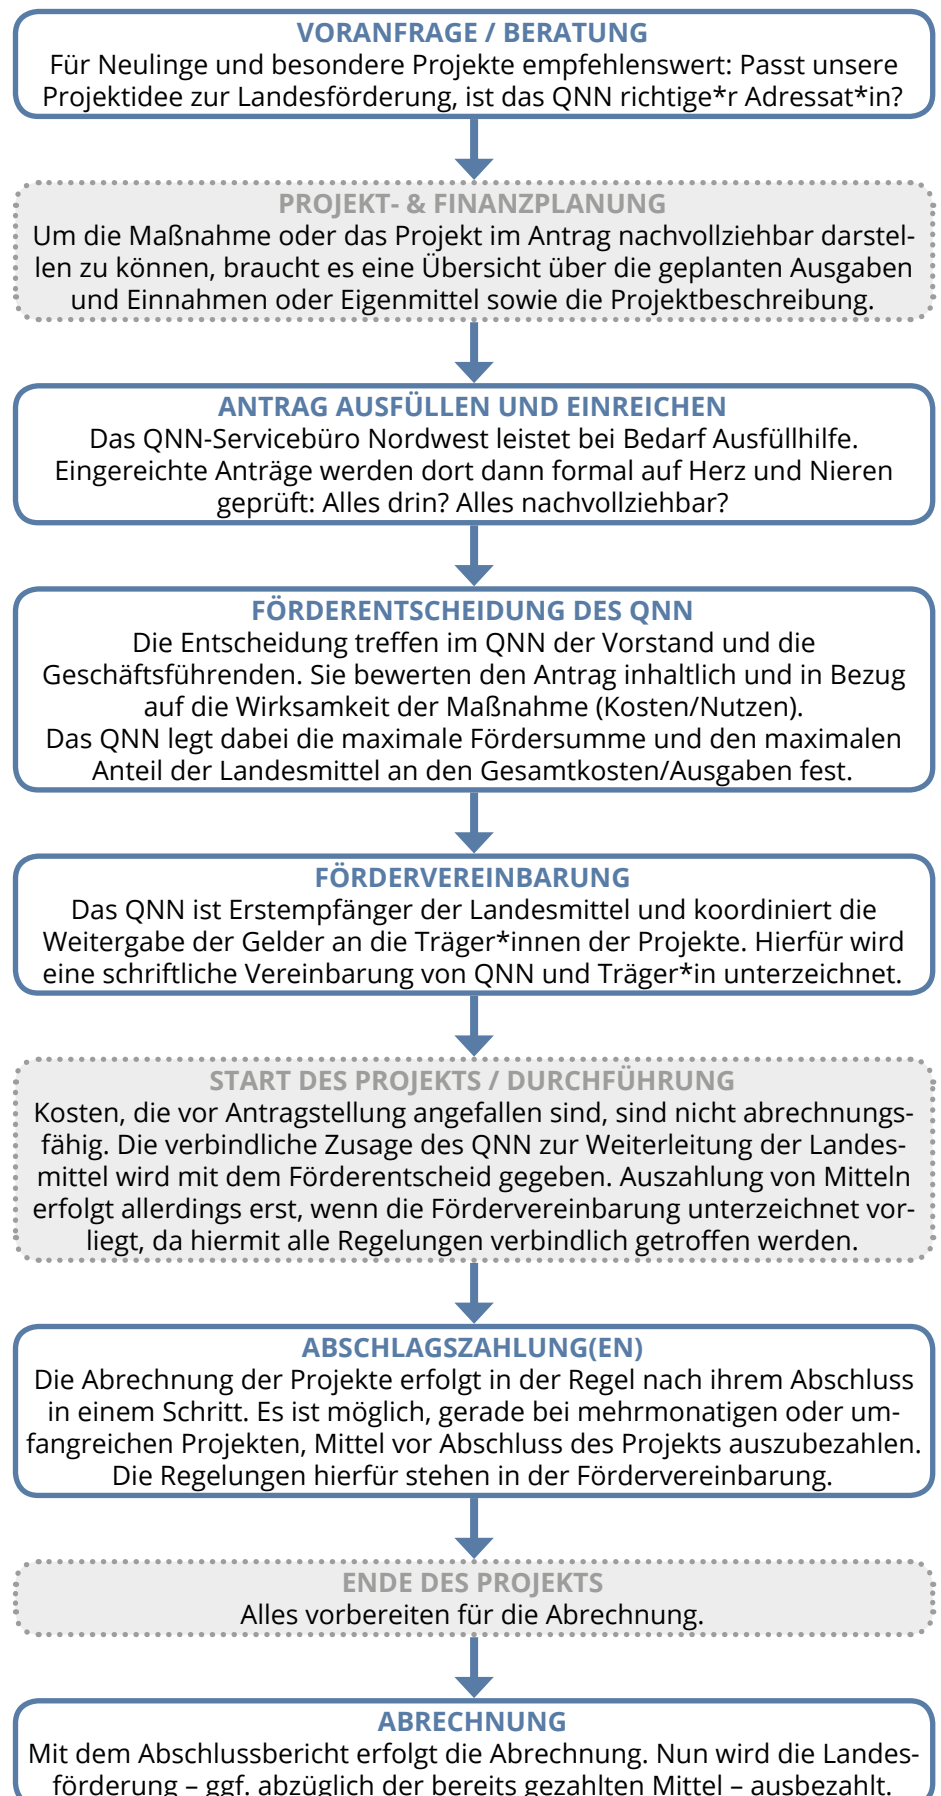 VORANFRAGE / BERATUNG
Für Neulinge und besondere Projekte empfehlenswert: Passt unsere
Projektidee zur Landesförderung, ist das QNN richtige*r Adressat*in?
PROJEKT- & FINANZPLANUNG
Um die Maßnahme oder das Projekt im Antrag nachvollziehbar darstel-
len zu können, braucht es eine Übersicht über die geplanten Ausgaben
und Einnahmen oder Eigenmittel sowie die Projektbeschreibung.
ANTRAG AUSFÜLLEN UND EINREICHEN
Das QNN-Servicebüro Nordwest leistet bei Bedarf Ausfüllhilfe.
Eingereichte Anträge werden dort dann formal auf Herz und Nieren
geprüft: Alles drin? Alles nachvollziehbar?
FÖRDERENTSCHEIDUNG DES QNN
Die Entscheidung treffen im QNN der Vorstand und die
Geschäftsführenden. Sie bewerten den Antrag inhaltlich und in Bezug
auf die Wirksamkeit der Maßnahme (Kosten/Nutzen).
Das QNN legt dabei die maximale Fördersumme und den maximalen
Anteil der Landesmittel an den Gesamtkosten/Ausgaben fest.
FÖRDERVEREINBARUNG
Das QNN ist Erstempfänger der Landesmittel und koordiniert die
Weitergabe der Gelder an die Träger*innen der Projekte. Hierfür wird
eine schriftliche Vereinbarung von QNN und Träger*in unterzeichnet.
START DES PROJEKTS / DURCHFÜHRUNG
Kosten, die vor Antragstellung angefallen sind, sind nicht abrechnungs-
fähig. Die verbindliche Zusage des QNN zur Weiterleitung der Landes-
mittel wird mit dem Förderentscheid gegeben. Auszahlung von Mitteln
erfolgt allerdings erst, wenn die Fördervereinbarung unterzeichnet vor-
liegt, da hiermit alle Regelungen verbindlich getroffen werden.
ABSCHLAGSZAHLUNG(EN)
Die Abrechnung der Projekte erfolgt in der Regel nach ihrem Abschluss
in einem Schritt. Es ist möglich, gerade bei mehrmonatigen oder um-
fangreichen Projekten, Mittel vor Abschluss des Projekts auszubezahlen.
Die Regelungen hierfür stehen in der Fördervereinbarung.
ENDE DES PROJEKTS
Alles vorbereiten für die Abrechnung.
ABRECHNUNG
Mit dem Abschlussbericht erfolgt die Abrechnung. Nun wird die Landes-
förderung – ggf. abzüglich der bereits gezahlten Mittel – ausbezahlt.